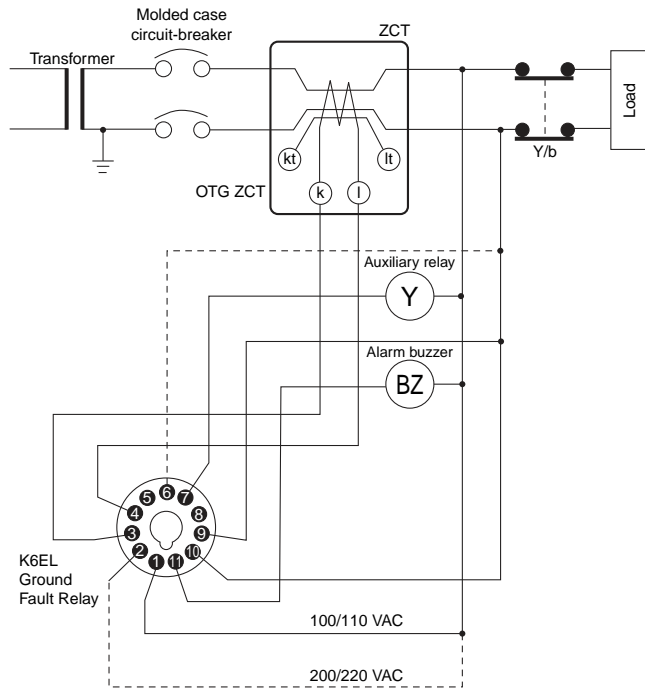 Molded case
circuit-breaker
ZCT
Transformer
Load
kt
lt
Y/b
OTG ZCT
k
l
Auxiliary relay
Y
Alarm buzzer
BZ
6
5
7
4
8
3
9
2
10
1
11
K6EL
Ground
Fault Relay
100/110 VAC
200/220 VAC